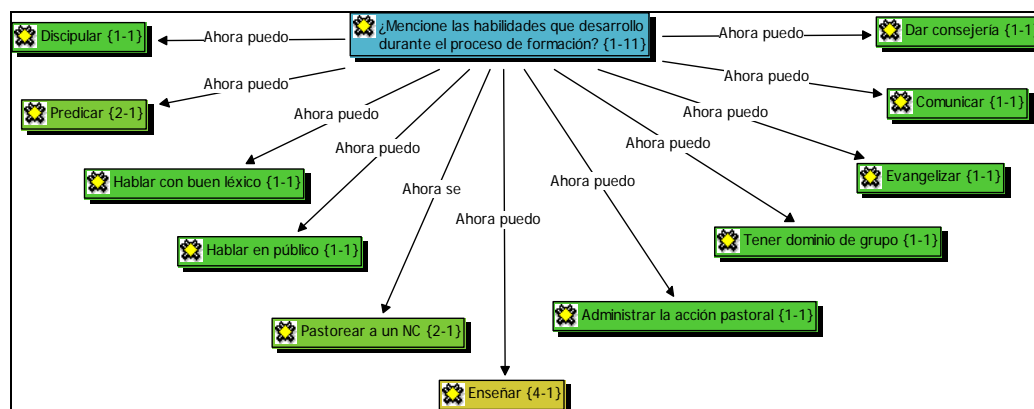 ¿Mencione las habilidades que desarrollo
durante el proceso de formación? {1-11}
Discipular {1-1}
Ahora puedo
Ahora puedo
Dar consejería {1-1
Ahora puedo
Predicar {2-1}
Ahora puedo
Comunicar {1-1}
Ahora puedo
Hablar con buen léxico {1-1}
Ahora puedo
Evangelizar {1-1}
Ahora puedo
Hablar en público {1-1}
Ahora puedo
Tener dominio de grupo {1-1}
Ahora se
Pastorear a un NC {2-1}
Ahora puedo
Administrar la acción pastoral {1-1}
Ahora puedo
Enseñar {4-1}